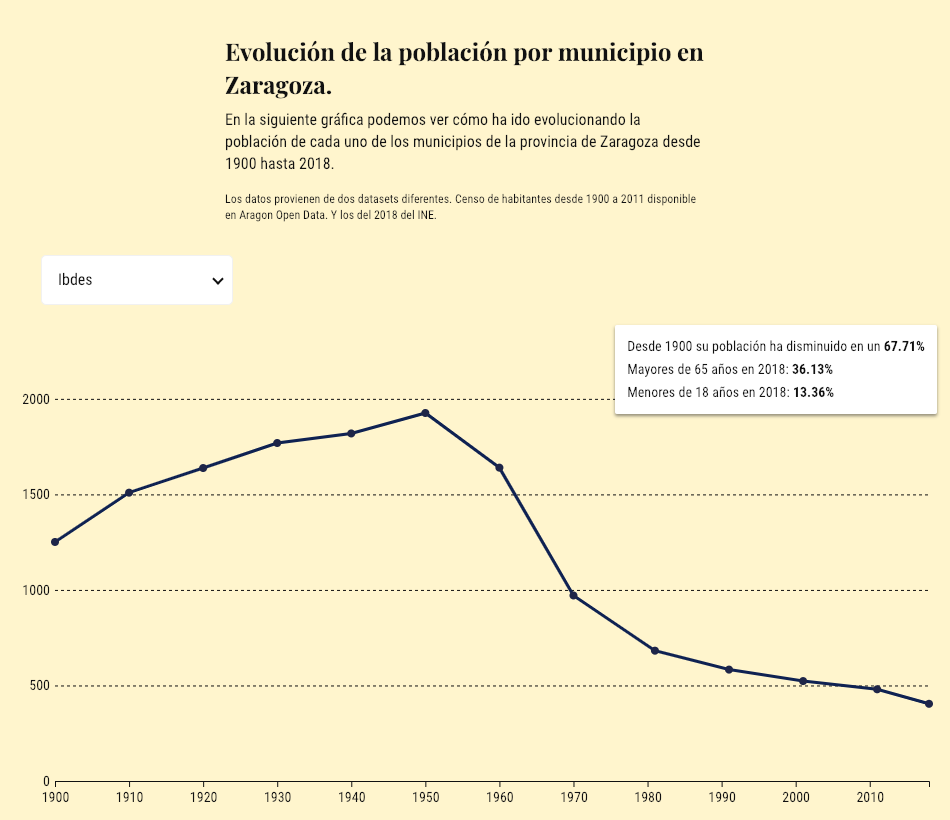 Evolución de la población por municipio en
Zaragoza.
En la siguiente gráfica podemos ver cómo ha ido evolucionando la
población de cada uno de los municipios de la provincia de Zaragoza desde
1900 hasta 2018.
Los datos provienen de dos datasets diferentes. Censo de habitantes desde 1900 a 2011 disponible
en Aragon Open Data. Y los del 2018 del INE.
Ibdes
Desde 1900 su población ha disminuido en un 67.71%
Mayores de 65 años en 2018: 36.13%
Menores de 18 años en 2018: 13.36%
2000
1500
1000
500
0
1900 1910 1920 1930 1940 1950 1960 1970 1980 1990 2000 2010